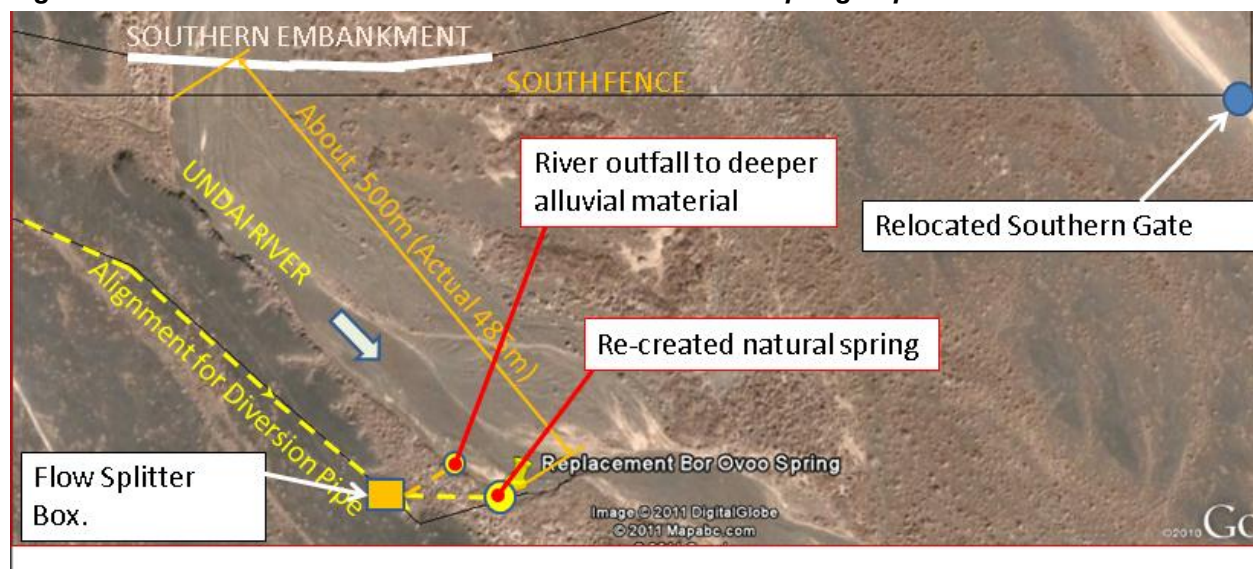 SOUTHERN EMBANKMENT
SOUTH FENCE
About 500m (Actual 485m)
UNDAI RIVER
River outfall to deeper
alluvial material
Relocated Southern Gate
Alignment for Diversion Pipe
Re-created natural spring
Replacement Bor Ovoo Spring
Flow Splitter
Box.
Image © 2011 DigitalGlobe
© 2011 Mapabc.com
©2010 Go